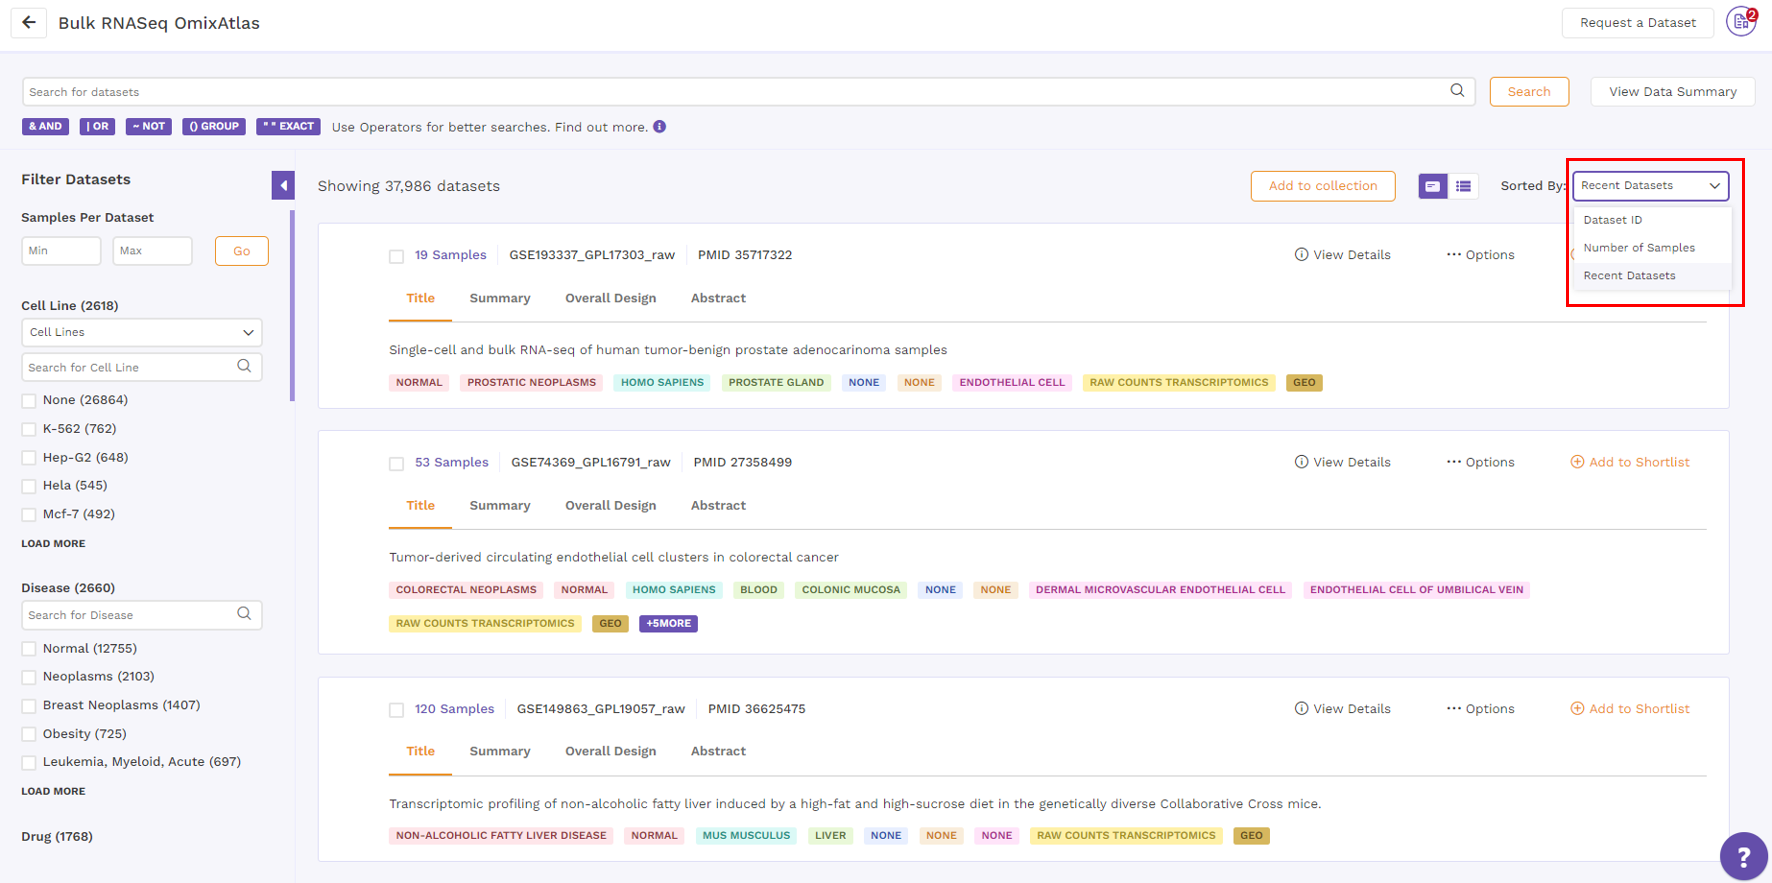 Bulk RNASeq OmixAtlas
Request a Dataset
2
Search for datasets
Search
View Data Summary
& AND | OR ~ NOT () GROUP " " EXACT Use Operators for better searches. Find out more.
Filter Datasets
Samples Per Dataset
Min Max Go
Cell Line (2618)
Cell Lines
Search for Cell Line
None (26864)
K-562 (762)
Hep-G2 (648)
Hela (545)
Mcf-7 (492)
LOAD MORE
Disease (2660)
Search for Disease
Normal (12755)
Neoplasms (2103)
Breast Neoplasms (1407)
Obesity (725)
Leukemia, Myeloid, Acute (697)
LOAD MORE
Drug (1768)
Showing 37,986 datasets
Add to collection
Sorted By: Recent Datasets
Dataset ID
Number of Samples
Recent Datasets
19 Samples GSE193337_GPL17303_raw PMID 35717322 View Details ··· Options
Title Summary Overall Design Abstract
Single-cell and bulk RNA-seq of human tumor-benign prostate adenocarinoma samples
NORMAL PROSTATIC NEOPLASMS HOMO SAPIENS PROSTATE GLAND NONE NONE ENDOTHELIAL CELL RAW COUNTS TRANSCRIPTOMICS GEO
53 Samples GSE74369_GPL16791_raw PMID 27358499 View Details ··· Options Add to Shortlist
Title Summary Overall Design Abstract
Tumor-derived circulating endothelial cell clusters in colorectal cancer
COLORECTAL NEOPLASMS NORMAL HOMO SAPIENS BLOOD COLONIC MUCOSA NONE NONE DERMAL MICROVASCULAR ENDOTHELIAL CELL ENDOTHELIAL CELL OF UMBILICAL VEIN
RAW COUNTS TRANSCRIPTOMICS GEO +5MORE
120 Samples GSE149863_GPL19057_raw PMID 36625475 View Details ··· Options Add to Shortlist
Title Summary Overall Design Abstract
Transcriptomic profiling of non-alcoholic fatty liver induced by a high-fat and high-sucrose diet in the genetically diverse Collaborative Cross mice.
NON-ALCOHOLIC FATTY LIVER DISEASE NORMAL MUS MUSCULUS LIVER NONE NONE NONE RAW COUNTS TRANSCRIPTOMICS GEO
?